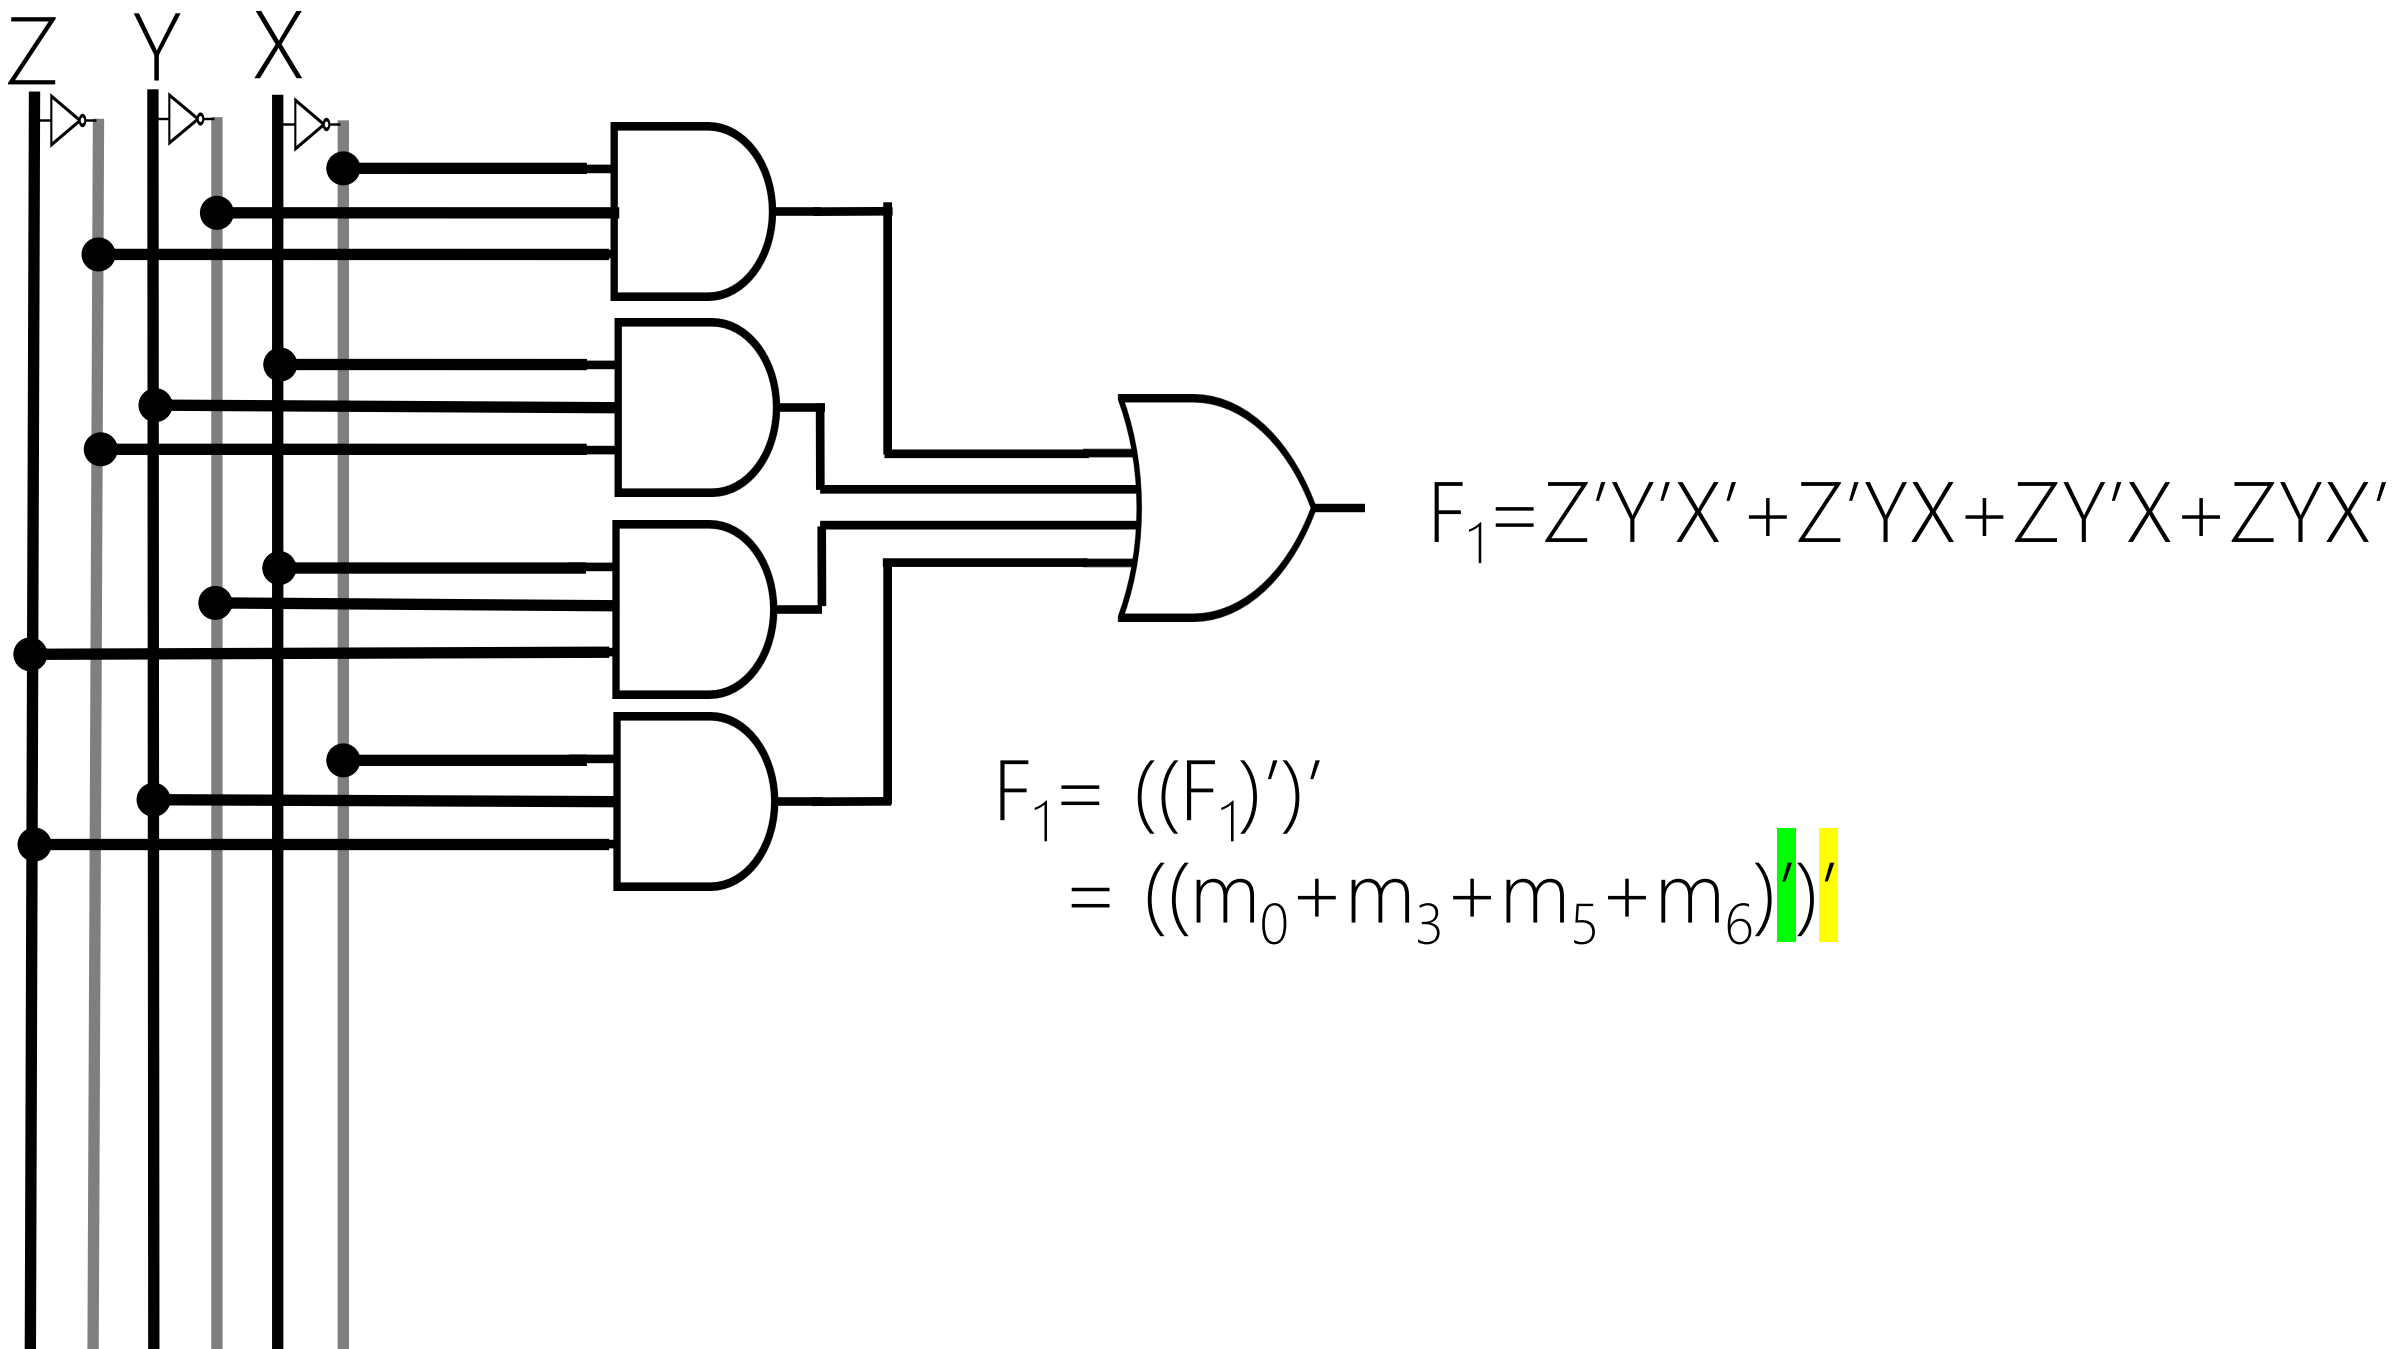 Z Y X
F₁=Z′Y′X′+Z′YX+ZY′X+ZYX′
F₁= ((F₁)′)′
= ((m₀+m₃+m₅+m₆)′)′